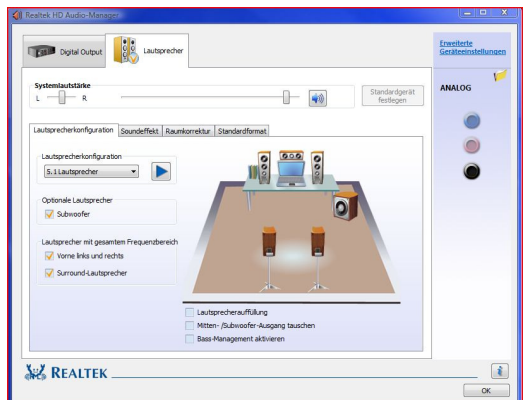 Realtek HD Audio-Manager
Digital Output
Lautsprecher
Erweiterte
Geräteeinstellungen
Systemlautstärke
L R
Standardgerät
festlegen
ANALOG
Lautsprecherkonfiguration Soundeffekt Raumkorrektur Standardformat
Lautsprecherkonfiguration
5.1 Lautsprecher
Optionale Lautsprecher
Subwoofer
Lautsprecher mit gesamtem Frequenzbereich
Vorne links und rechts
Surround-Lautsprecher
Lautsprecherauffüllung
Mitten- /Subwoofer-Ausgang tauschen
Bass-Management aktivieren
REALTEK
OK